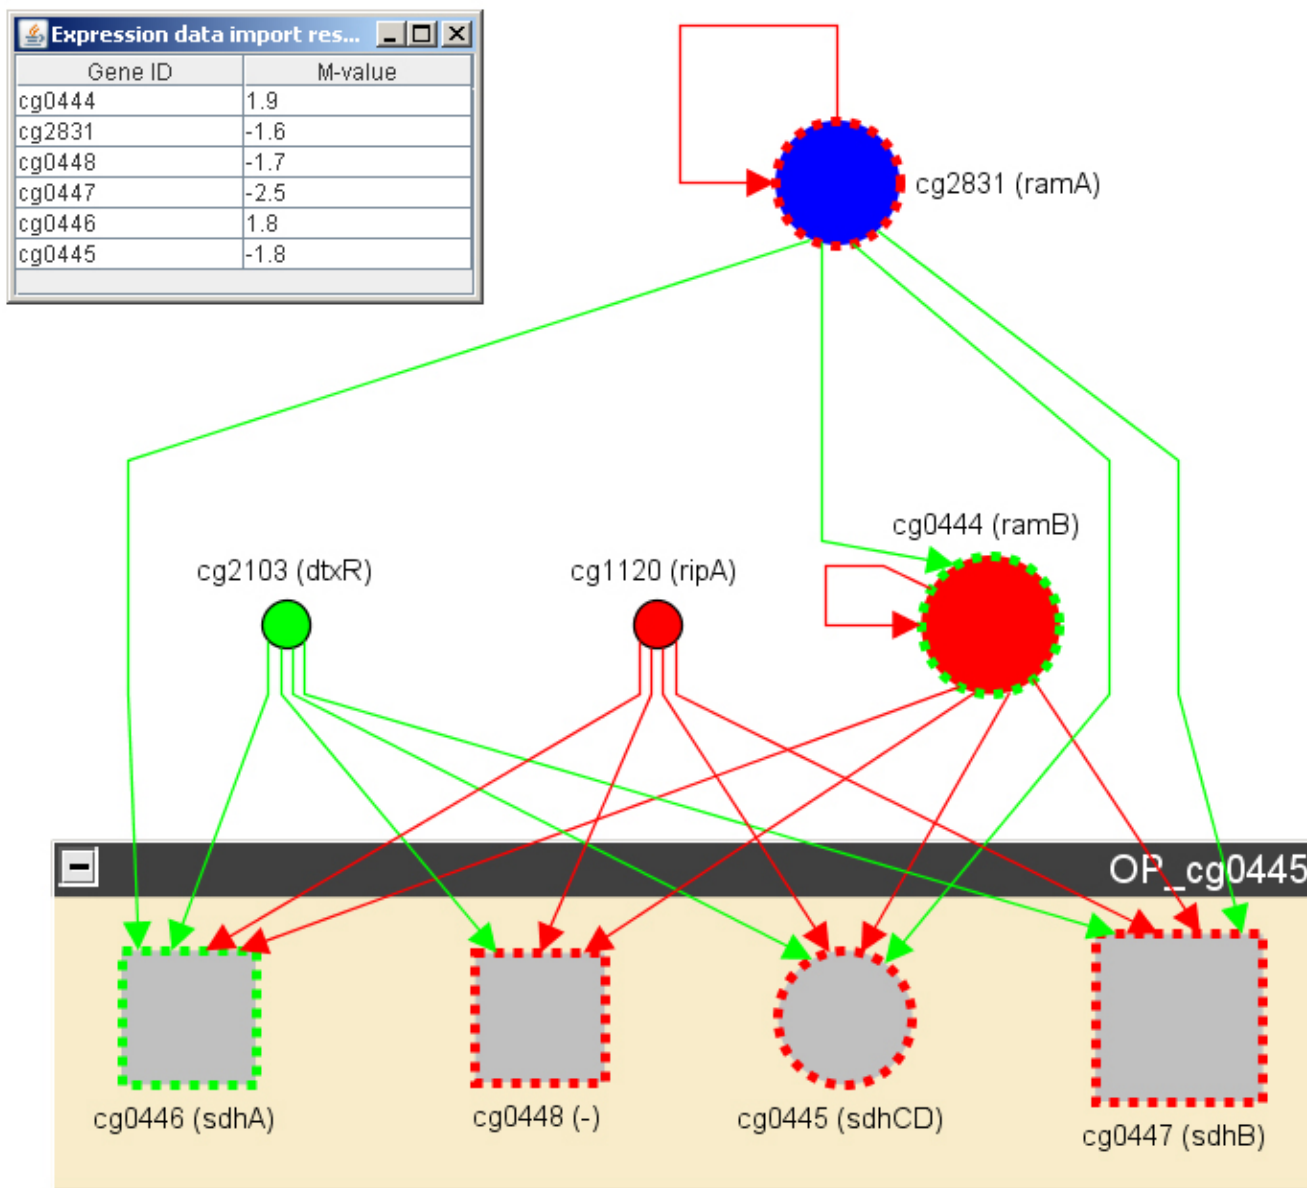 Expression data import res...
Gene ID M-value
cg0444 1.9
cg2831 -1.6
cg0448 -1.7
cg0447 -2.5
cg0446 1.8
cg0445 -1.8
cg2831 (ramA)
cg0444 (ramB)
cg2103 (dtxR)
cg1120 (ripA)
OP_cg0445
cg0446 (sdhA)
cg0448 (-)
cg0445 (sdhCD)
cg0447 (sdhB)